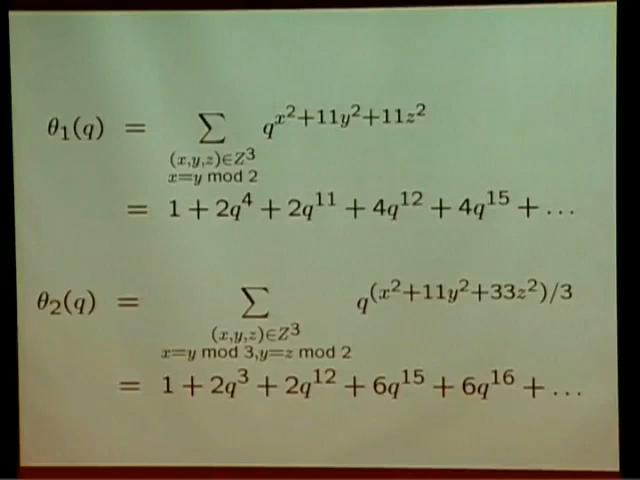 θ₁(q) = ∑ q^{x²+11y²+11z²}
(x,y,z)∈Z³
x=y mod 2
= 1 + 2q⁴ + 2q¹¹ + 4q¹² + 4q¹⁵ + …
θ₂(q) = ∑ q^{(x²+11y²+33z²)/3}
(x,y,z)∈Z³
x=y mod 3,y=z mod 2
= 1 + 2q³ + 2q¹² + 6q¹⁵ + 6q¹⁶ + …